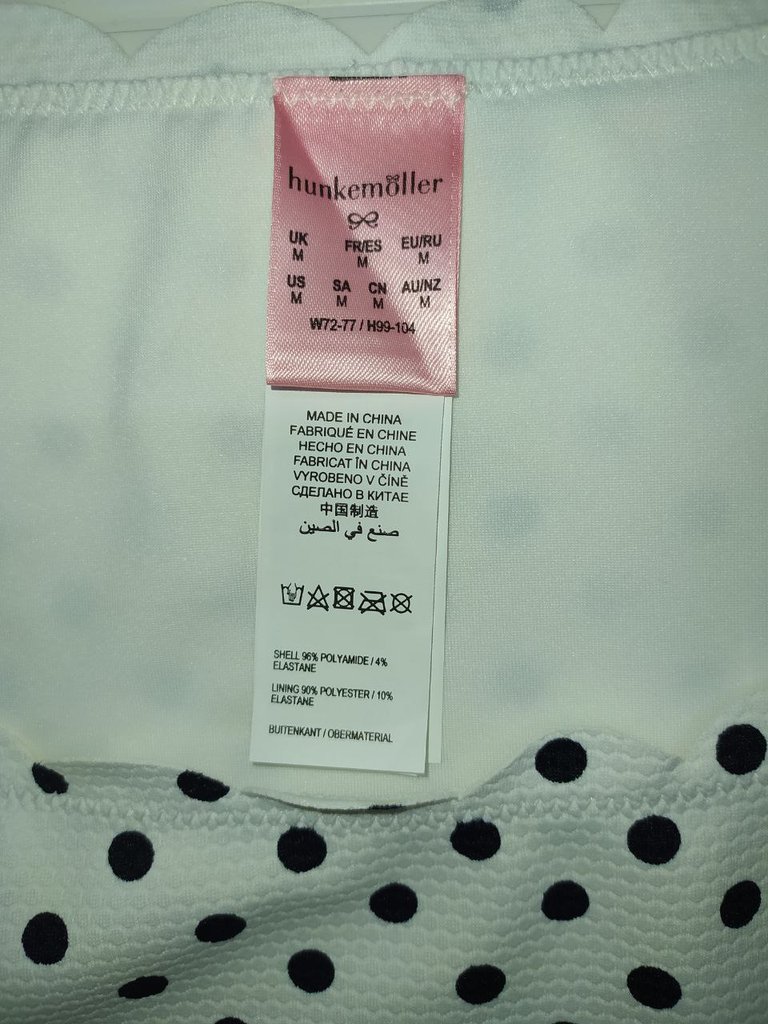 hunkemöller
UK FR/ES EU/RU
M M M
US SA CN AU/NZ
M M M M
W72-77 / H99-104
MADE IN CHINA
FABRIQUÉ EN CHINE
HECHO EN CHINA
FABRICAT ÎN CHINA
VYROBENO V ČÍNĚ
СДЕЛАНО В КИТАЕ
中国制造
صنع في الصين
SHELL 96% POLYAMIDE / 4%
ELASTANE
LINING 90% POLYESTER / 10%
ELASTANE
BUITENKANT / OBERMATERIAL